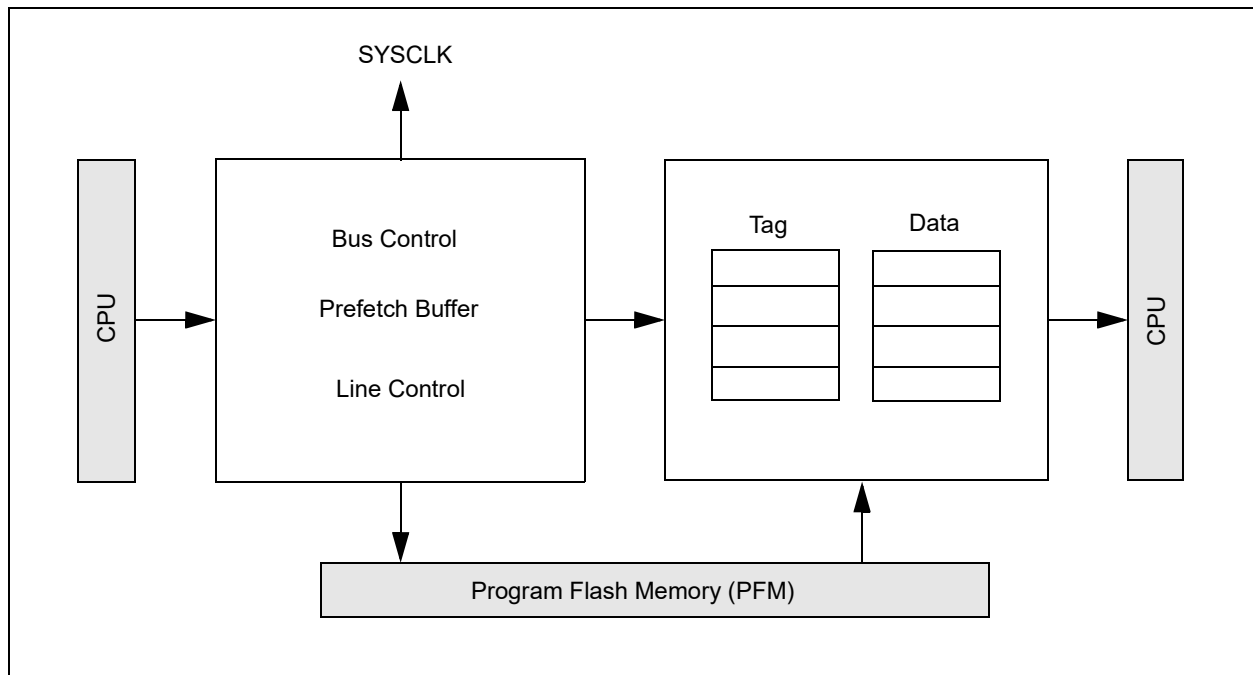 SYSCLK
CPU
Bus Control
Prefetch Buffer
Line Control
Tag
Data
CPU
Program Flash Memory (PFM)